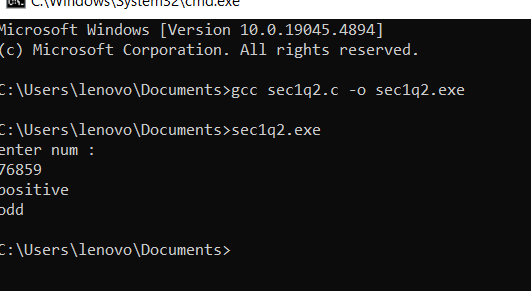 C:\Windows\System32\cmd.exe
Microsoft Windows [Version 10.0.19045.4894]
(c) Microsoft Corporation. All rights reserved.
C:\Users\lenovo\Documents>gcc sec1q2.c -o sec1q2.exe
C:\Users\lenovo\Documents>sec1q2.exe
enter num :
76859
positive
odd
C:\Users\lenovo\Documents>